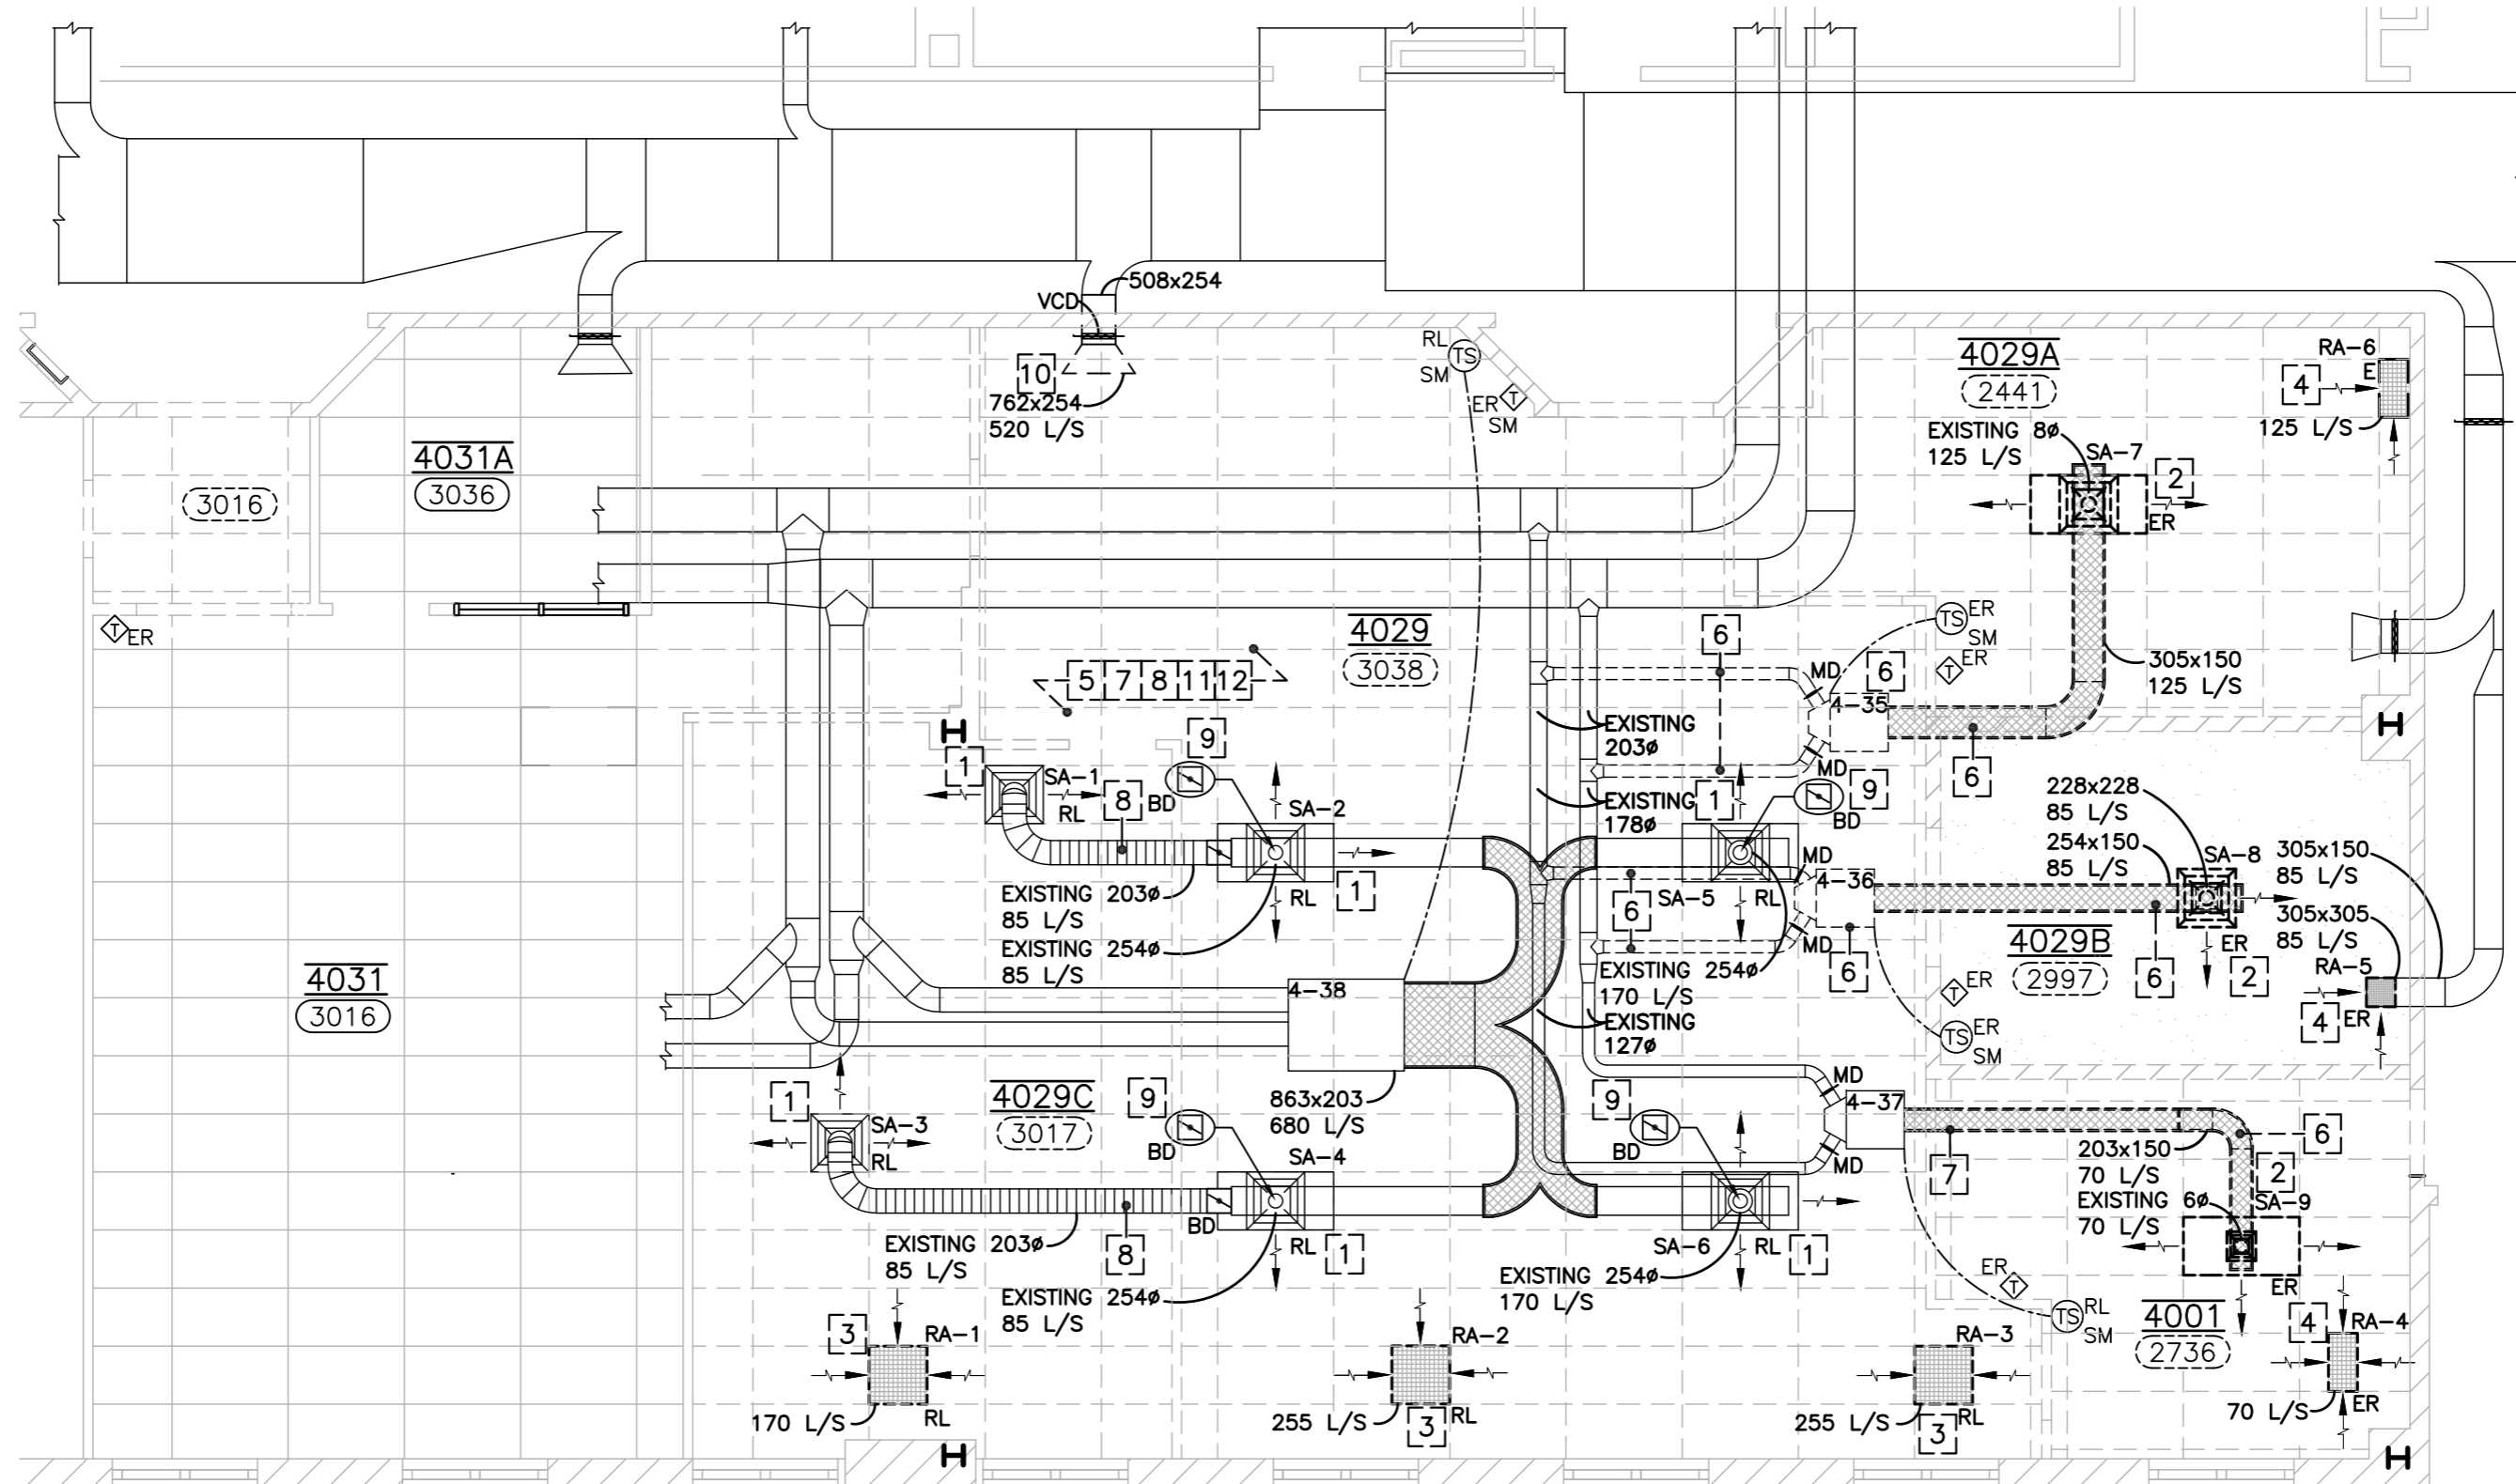 508x254
VCD
10
762x254
520 L/S
RL
TS
SM
ER
T
SM
4029A
2441
RA-6
E
4
125 L/S
EXISTING 8ø
125 L/S
SA-7
2
ER
4031A
3036
3016
T
ER
4029
3038
6
TS
ER
SM
T
ER
305x150
125 L/S
5
7
8
11
12
MD
6
4-35
H
9
1
SA-1
8
BD
RL
SA-2
EXISTING
203ø
MD
9
EXISTING
178ø
1
BD
6
H
228x228
85 L/S
254x150
85 L/S
SA-8
305x150
85 L/S
305x305
85 L/S
EXISTING 203ø
85 L/S
RL
1
EXISTING 254ø
85 L/S
6
SA-5
RL
MD
4-36
MD
6
EXISTING 254ø
170 L/S
EXISTING
127ø
4029B
2997
6
ER
2
RA-5
4
ER
T
ER
TS
ER
SM
4031
3016
4-38
863x203
680 L/S
1
SA-3
RL
4029C
3017
9
BD
SA-4
9
BD
MD
4-37
MD
7
203x150
70 L/S
6
2
EXISTING 6ø
70 L/S
SA-9
ER
EXISTING 203ø
85 L/S
8
BD
RL
1
EXISTING 254ø
85 L/S
SA-6
RL
1
EXISTING 254ø
170 L/S
ER
T
TS
RL
SM
4001
2736
4
RA-4
ER
70 L/S
3
RA-1
170 L/S
RL
RA-2
255 L/S
3
RL
RA-3
255 L/S
3
RL
H
H